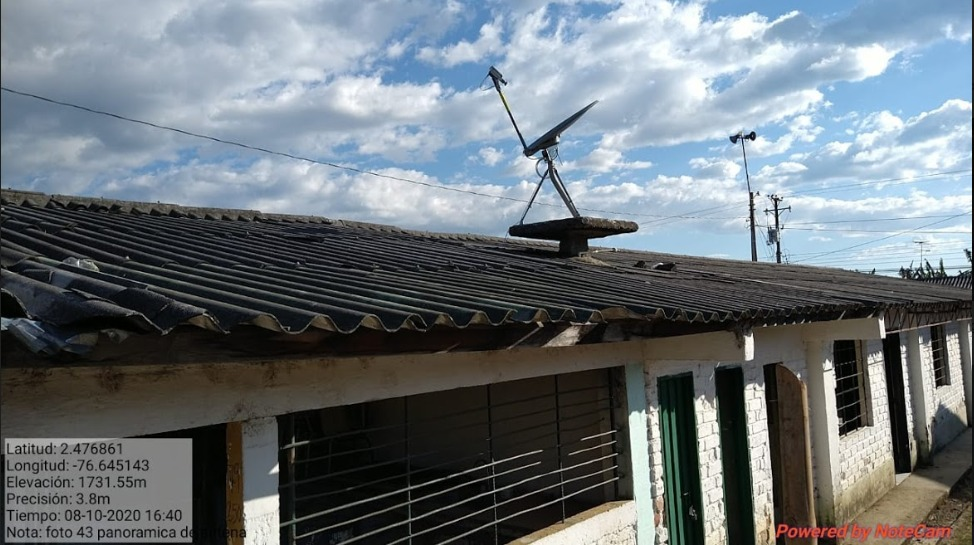 Latitud: 2.476861
Longitud: -76.645143
Elevación: 1731.55m
Precisión: 3.8m
Tiempo: 08-10-2020 16:40
Nota: foto 43 panoramica de antena
Powered by NoteCam